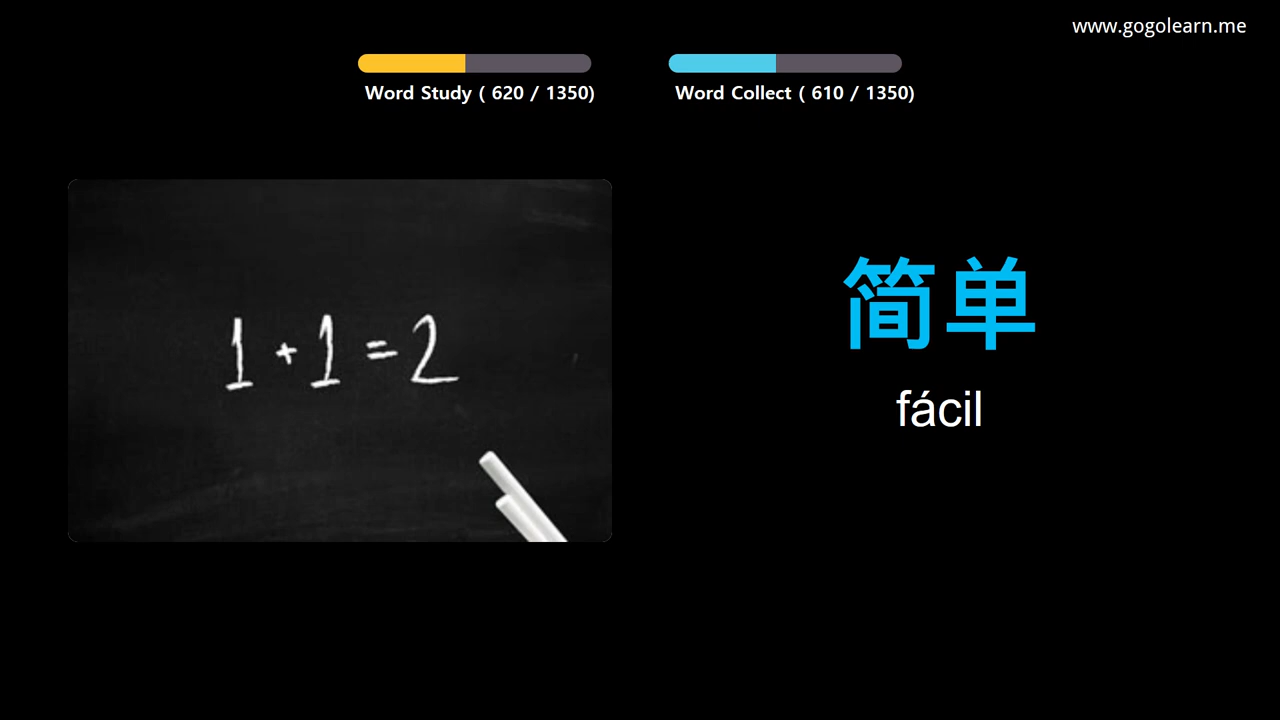 www.gogolearn.me
Word Study ( 620 / 1350)
Word Collect ( 610 / 1350)
1 + 1 = 2
简单
fácil